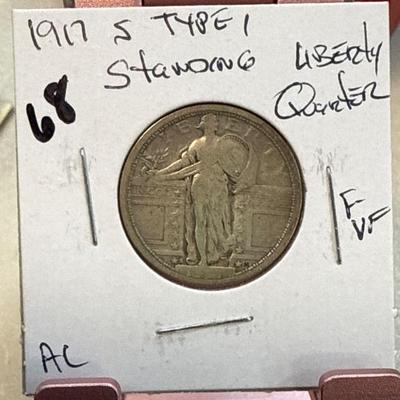 1917 S TYPE 1
Standing Liberty
Quarter
68
F
VF
AC